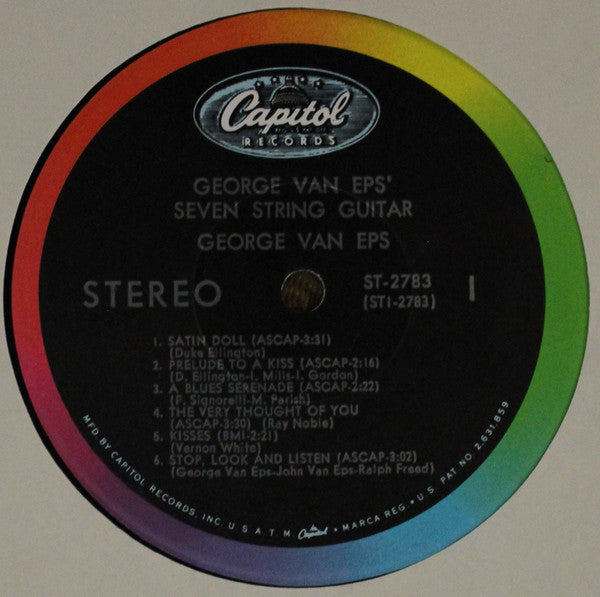 Capitol
RECORDS
GEORGE VAN EPS'
SEVEN STRING GUITAR
GEORGE VAN EPS
STEREO
ST-2783
(ST1-2783)
1
1. SATIN DOLL (ASCAP-3:31)
(Duke Ellington)
2. PRELUDE TO A KISS (ASCAP-2:16)
(D. Ellington-I. Mills-I. Gordon)
3. A BLUES SERENADE (ASCAP-2:22)
(F. Signorelli-M. Parish)
4. THE VERY THOUGHT OF YOU
(ASCAP-3:30) (Ray Noble)
5. KISSES (BMI-2:21)
(Vernon White)
6. STOP, LOOK AND LISTEN (ASCAP-3:02)
(George Van Eps-John Van Eps-Ralph Freed)
MFD BY CAPITOL RECORDS, INC. U.S.A. T.M. Capitol • MARCA REG. • U.S. PAT. NO. 2,631,859